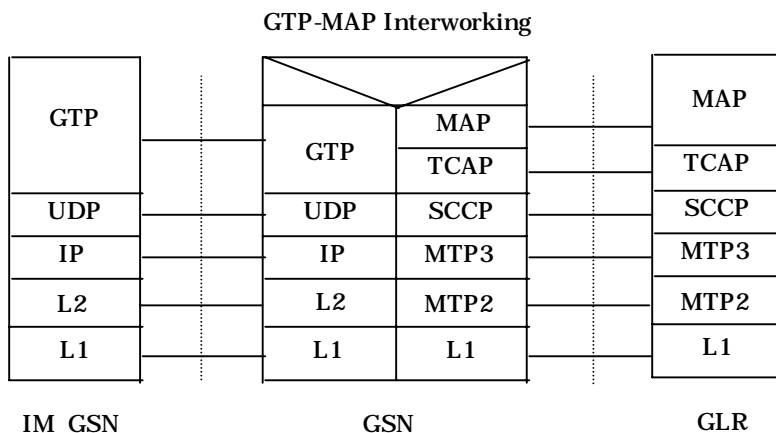 GTP-MAP Interworking
GTP
UDP
IP
L2
L1
IM GSN
GTP
UDP
IP
L2
L1
MAP
TCAP
SCCP
MTP3
MTP2
L1
GSN
MAP
TCAP
SCCP
MTP3
MTP2
L1
GLR